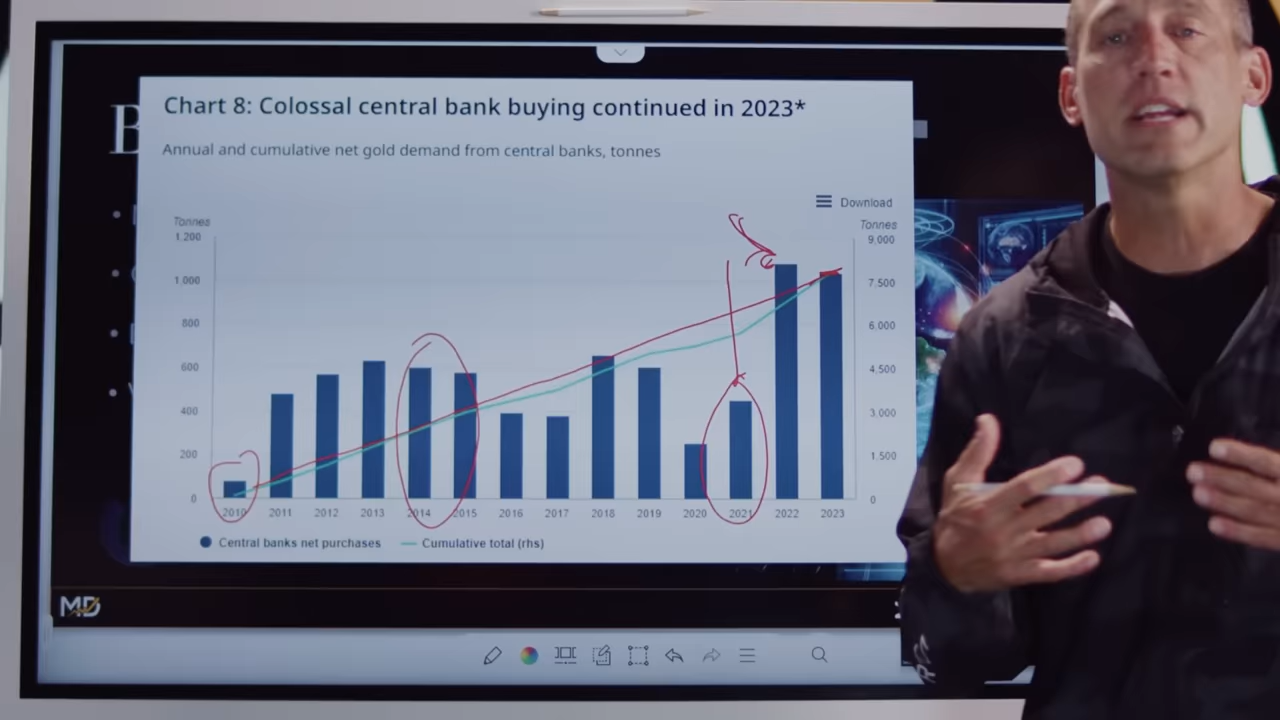 B
Chart 8: Colossal central bank buying continued in 2023*
Annual and cumulative net gold demand from central banks, tonnes
Download
Tonnes
Tonnes
1,200
1,000
800
600
400
200
0
9,000
7,500
6,000
4,500
3,000
1,500
0
2010 2011 2012 2013 2014 2015 2016 2017 2018 2019 2020 2021 2022 2023
Central banks net purchases
Cumulative total (rhs)
MD